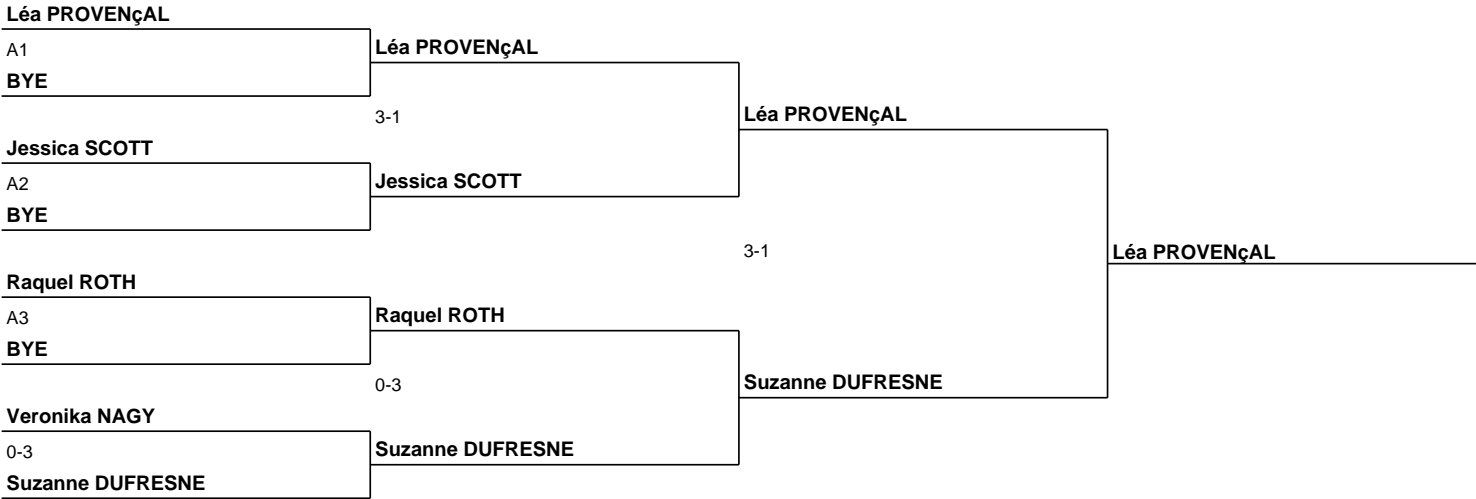 Léa PROVENçAL
A1
BYE
Jessica SCOTT
A2
BYE
Raquel ROTH
A3
BYE
Veronika NAGY
0-3
Suzanne DUFRESNE
Léa PROVENçAL
3-1
Jessica SCOTT
Raquel ROTH
0-3
Suzanne DUFRESNE
Léa PROVENçAL
3-1
Suzanne DUFRESNE
Léa PROVENçAL